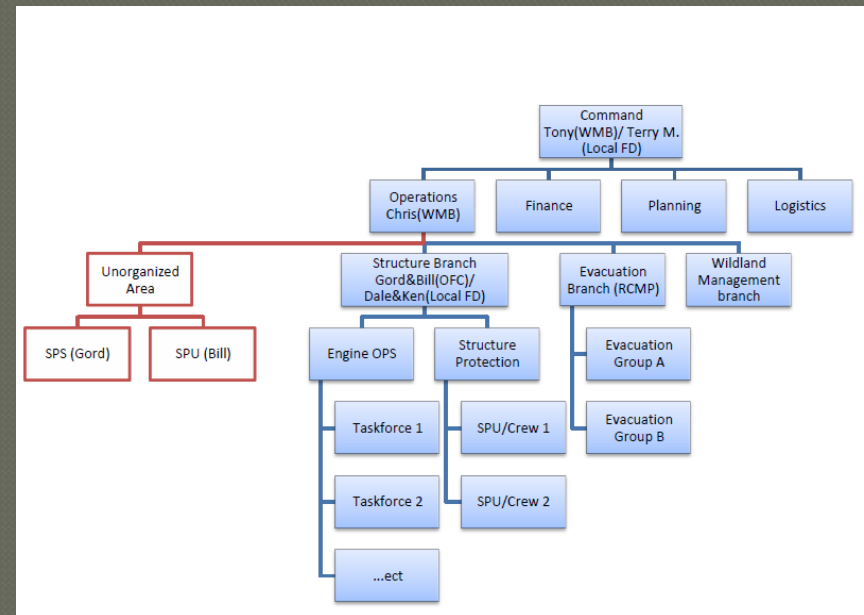 Command
Tony(WMB)/ Terry M.
(Local FD)
Operations
Chris(WMB)
Finance
Planning
Logistics
Unorganized
Area
Structure Branch
Gord&Bill(OFC)/
Dale&Ken(Local FD)
Evacuation
Branch (RCMP)
Wildland
Management
branch
SPS (Gord)
SPU (Bill)
Engine OPS
Structure
Protection
Evacuation
Group A
Taskforce 1
SPU/Crew 1
Evacuation
Group B
Taskforce 2
SPU/Crew 2
...ect